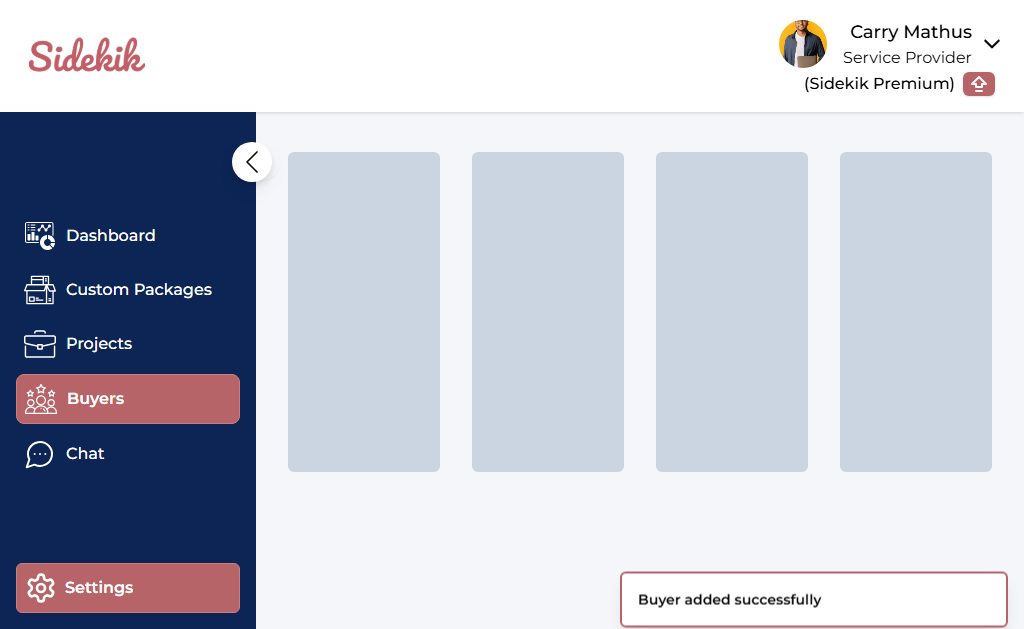 Sidekik
Carry Mathus
Service Provider
(Sidekik Premium)
Dashboard
Custom Packages
Projects
Buyers
Chat
Settings
Buyer added successfully